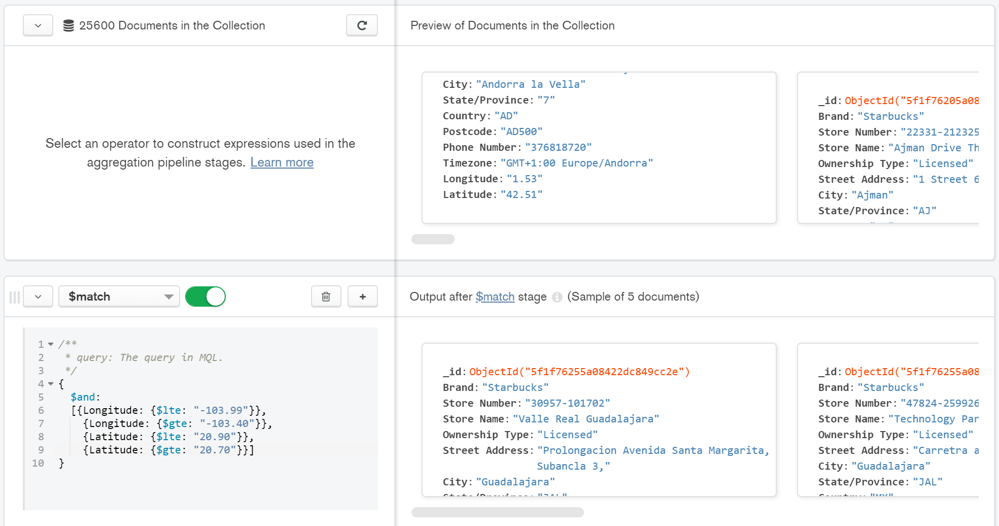 25600 Documents in the Collection
Preview of Documents in the Collection
Select an operator to construct expressions used in the
aggregation pipeline stages. Learn more
City: "Andorra la Vella"
State/Province: "7"
Country: "AD"
Postcode: "AD500"
Phone Number: "376818720"
Timezone: "GMT+1:00 Europe/Andorra"
Longitude: "1.53"
Latitude: "42.51"
_id: ObjectId("5f1f76205a08
Brand: "Starbucks"
Store Number: "22331-212325
Store Name: "Ajman Drive Th
Ownership Type: "Licensed"
Street Address: "1 Street 6
City: "Ajman"
State/Province: "AJ"
$match
Output after $match stage (Sample of 5 documents)
1 /**
2 * query: The query in MQL.
3 */
4 {
5 $and:
6 [{Longitude: {$lte: "-103.99"}},
7 {Longitude: {$gte: "-103.40"}},
8 {Latitude: {$lte: "20.90"}},
9 {Latitude: {$gte: "20.70"}}]
10 }
_id: ObjectId("5f1f76255a08422dc849cc2e")
Brand: "Starbucks"
Store Number: "30957-101702"
Store Name: "Valle Real Guadalajara"
Ownership Type: "Licensed"
Street Address: "Prolongacion Avenida Santa Margarita,
Subancla 3,"
City: "Guadalajara"
State/Province: "JAL"
_id: ObjectId("5f1f76255a08
Brand: "Starbucks"
Store Number: "47824-259926
Store Name: "Technology Par
Ownership Type: "Licensed"
Street Address: "Carretra a
City: "Guadalajara"
State/Province: "JAL"
Country: "MX"